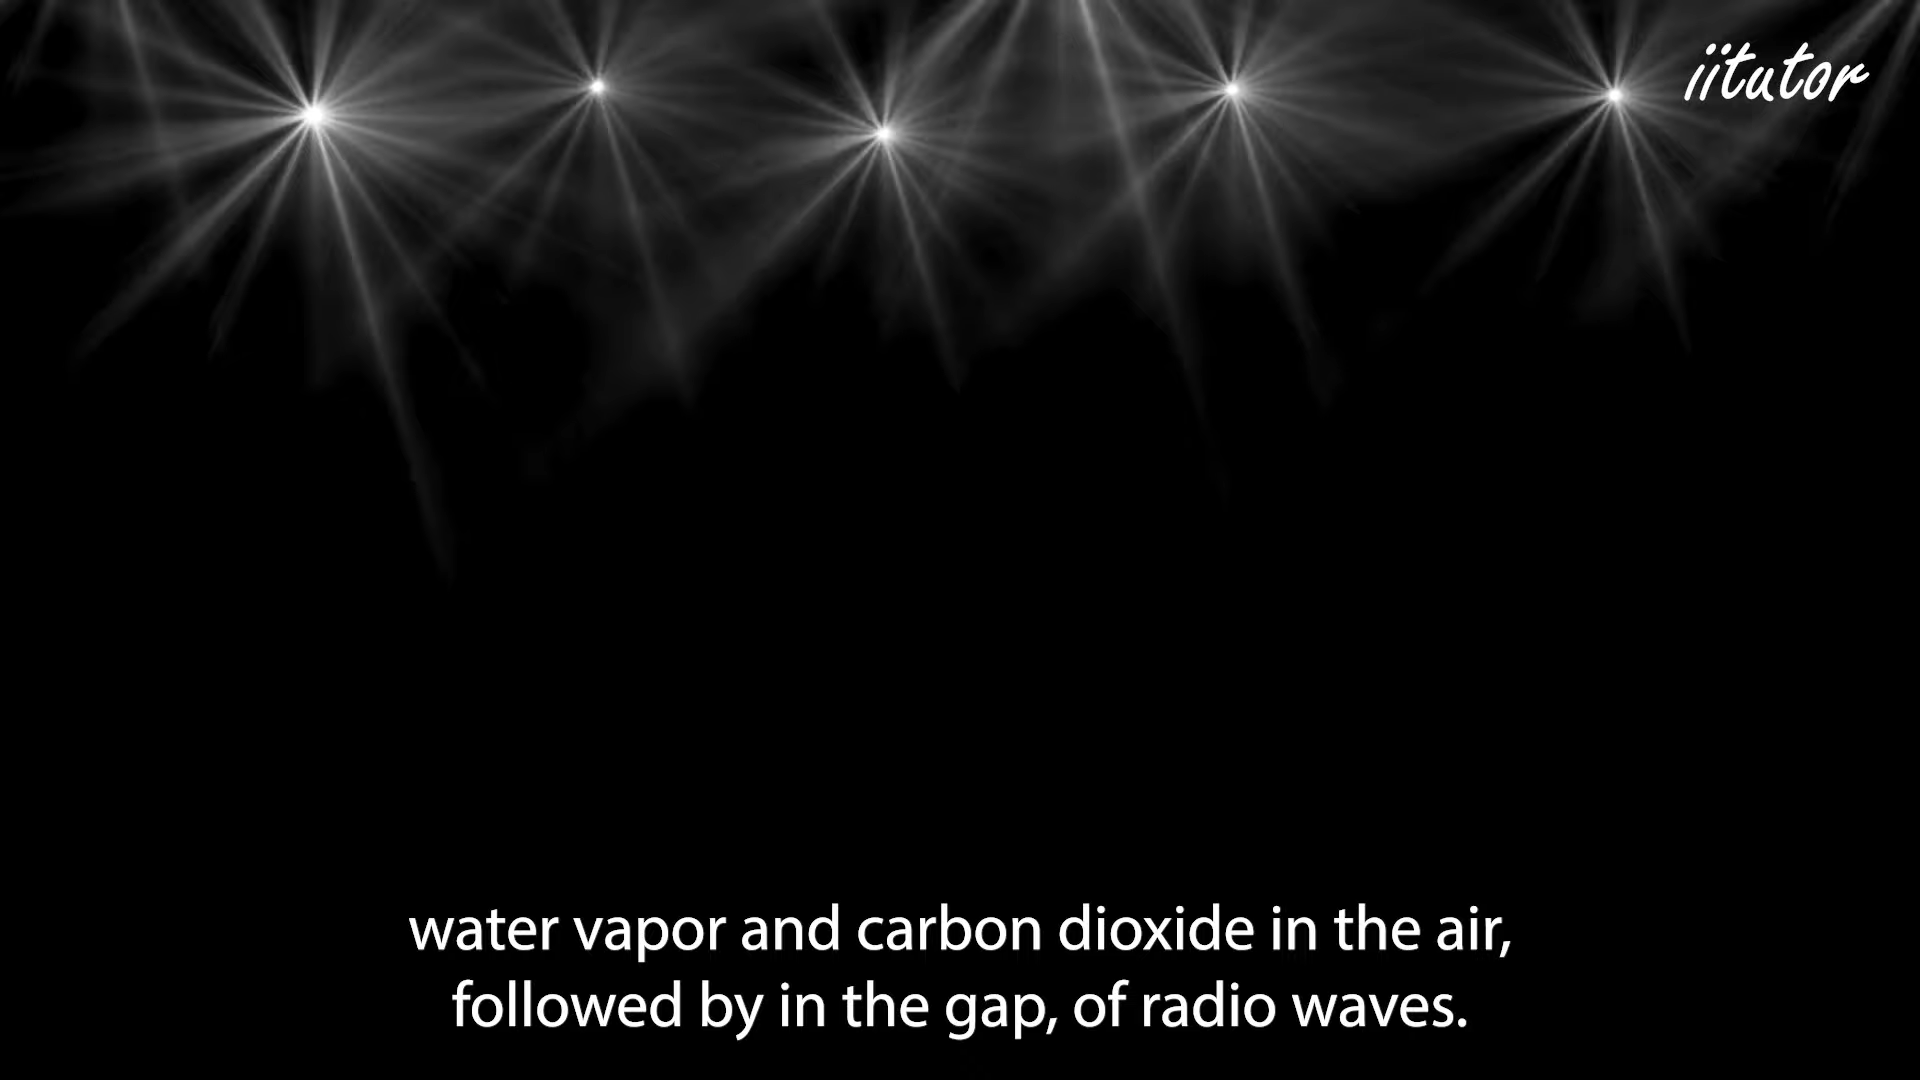 iitutor
water vapor and carbon dioxide in the air,
followed by in the gap, of radio waves.